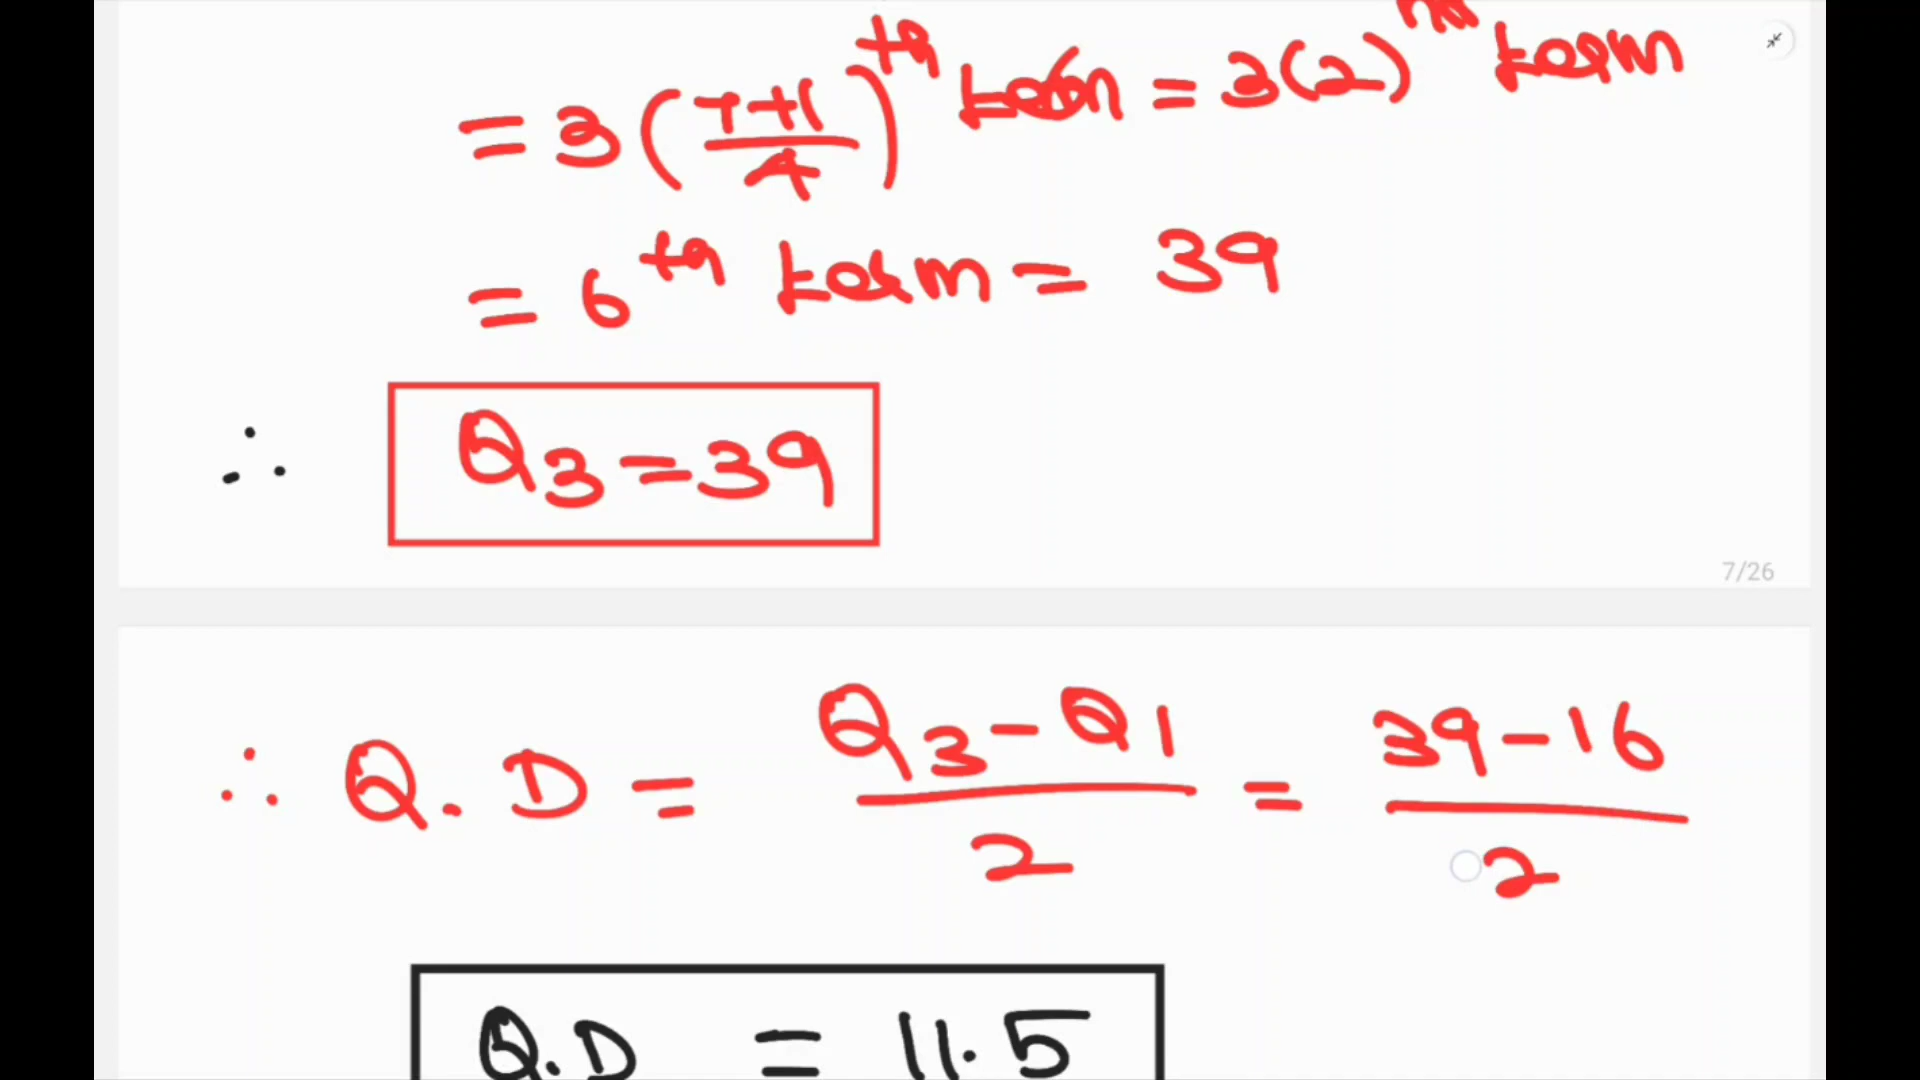 = 3 (7+1/4)ᵗʰ term = 3(2)ⁿᵈ term
= 6ᵗʰ term = 39
∴ Q₃ = 39
7/26
∴ Q.D = Q₃ - Q₁/2 = 39 - 16/2
Q.D = 11.5